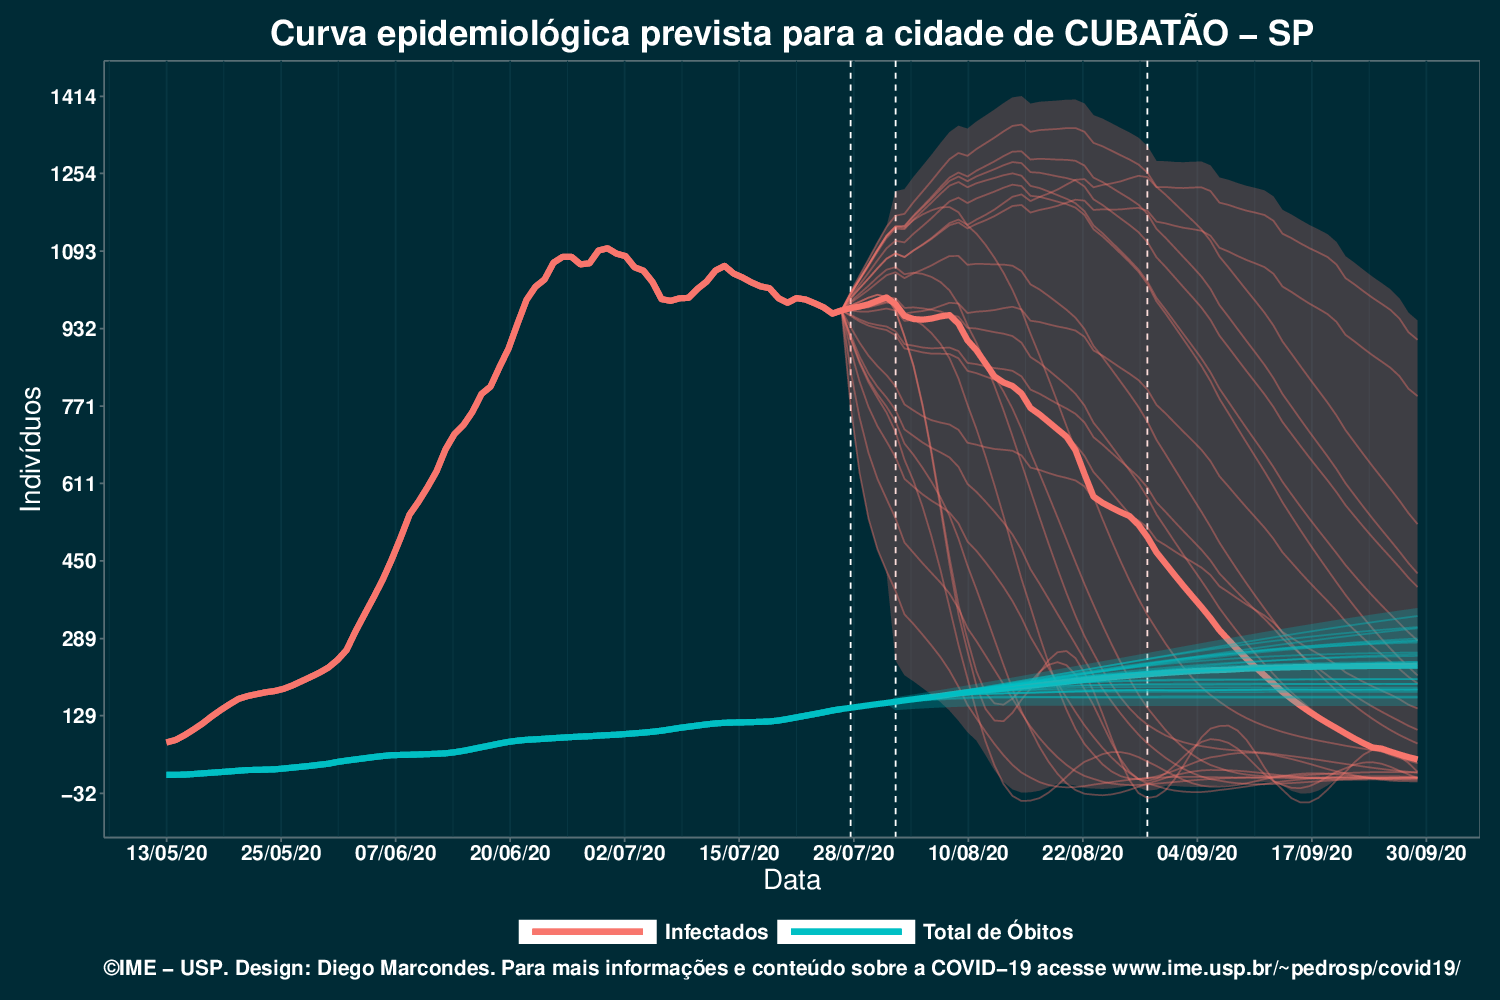 Curva epidemiológica prevista para a cidade de CUBATÃO – SP
Indivíduos
1414
1254
1093
932
771
611
450
289
129
−32
13/05/20 25/05/20 07/06/20 20/06/20 02/07/20 15/07/20 28/07/20 10/08/20 22/08/20 04/09/20 17/09/20 30/09/20
Data
Infectados Total de Óbitos
©IME − USP. Design: Diego Marcondes. Para mais informações e conteúdo sobre a COVID−19 acesse www.ime.usp.br/~pedrosp/covid19/